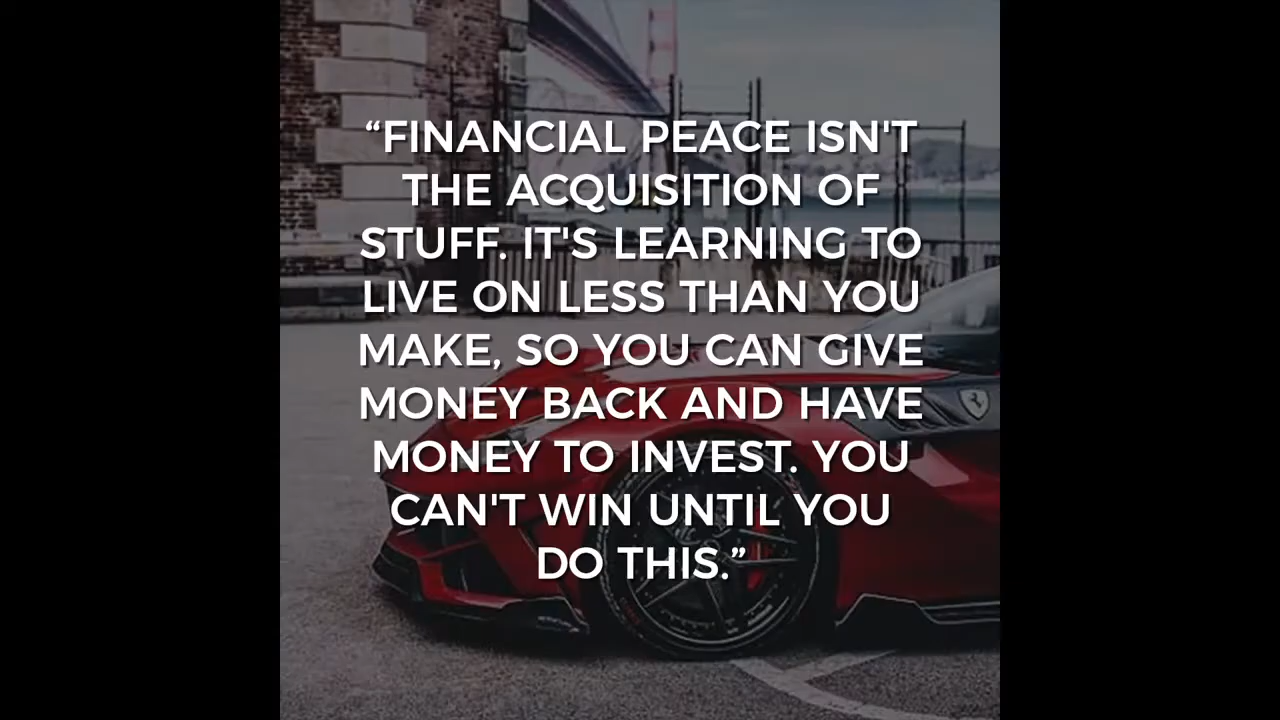 “FINANCIAL PEACE ISN'T
THE ACQUISITION OF
STUFF. IT'S LEARNING TO
LIVE ON LESS THAN YOU
MAKE, SO YOU CAN GIVE
MONEY BACK AND HAVE
MONEY TO INVEST. YOU
CAN'T WIN UNTIL YOU
DO THIS.”